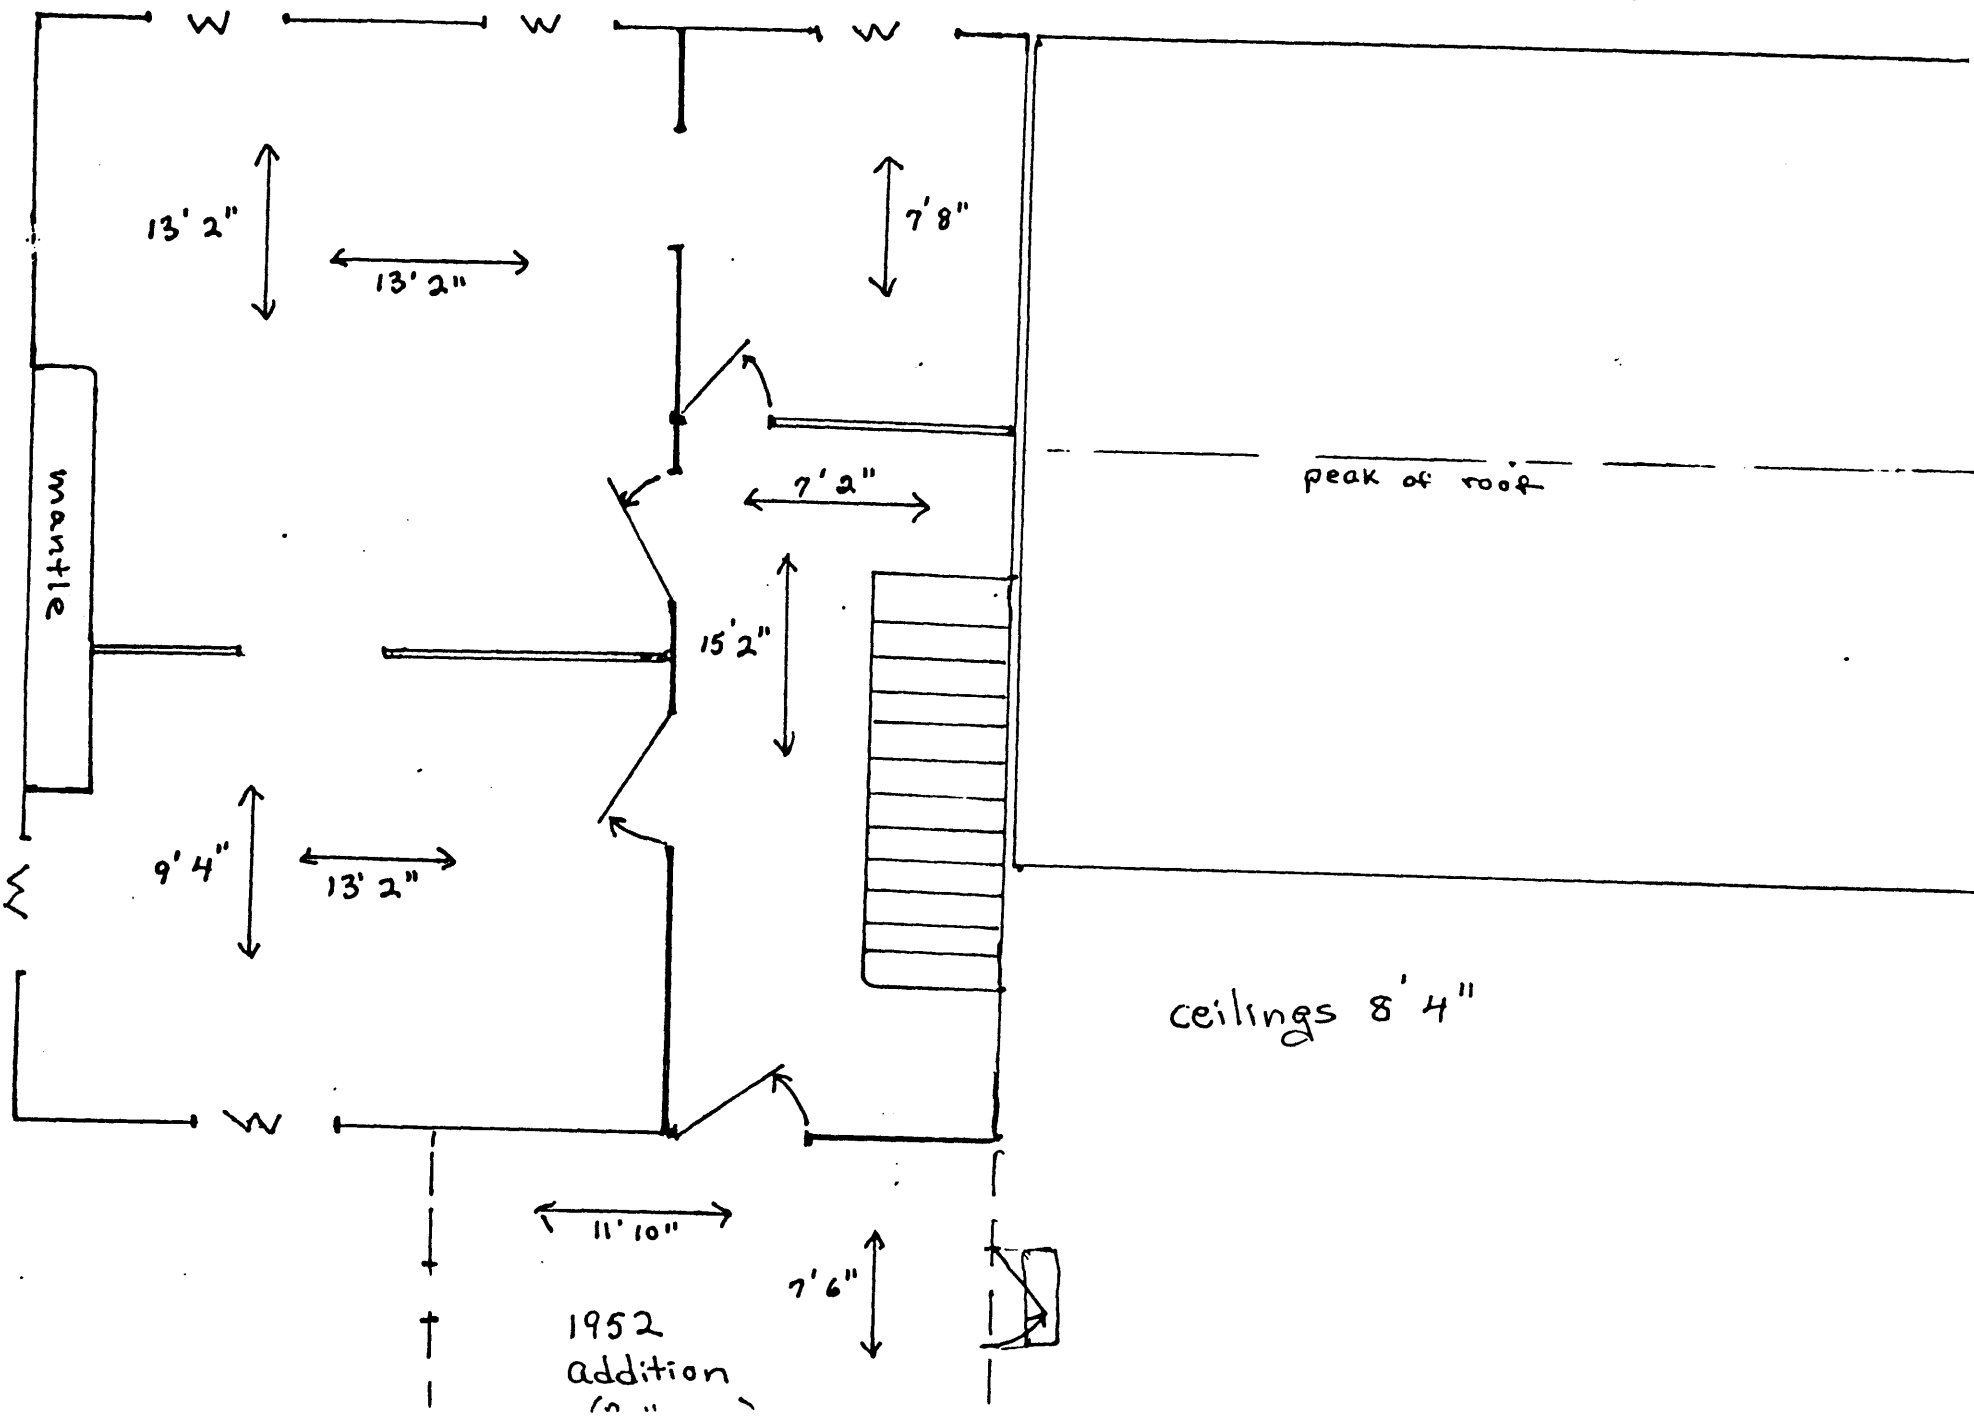 W W W
13' 2"
13' 2"
7' 8"
mantle
7' 2"
peak of roof
15' 2"
9' 4"
13' 2"
W
ceilings 8' 4"
W
11' 10"
7' 6"
1952
addition